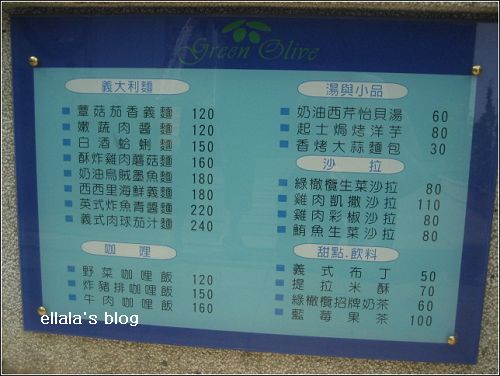 Green Olive
義大利麵
蕈菇茄香義麵 120
嫩蔬肉醬麵 120
白酒蛤蜊麵 150
酥炸雞肉蘑菇麵 160
奶油烏賊墨魚麵 180
西西里海鮮義麵 180
英式炸魚青醬麵 220
義式肉球茄汁麵 240
咖哩
野菜咖哩飯 120
炸豬排咖哩飯 150
牛肉咖哩飯 160
湯與小品
奶油西芹怡貝湯 60
起士焗烤洋芋 80
香烤大蒜麵包 30
沙拉
綠橄欖生菜沙拉 80
雞肉凱撒沙拉 110
雞肉彩椒沙拉 80
鮪魚生菜沙拉 80
甜點.飲料
義式布丁 50
提拉米酥 70
綠橄欖招牌奶茶 60
藍莓果茶 100
ellala's blog